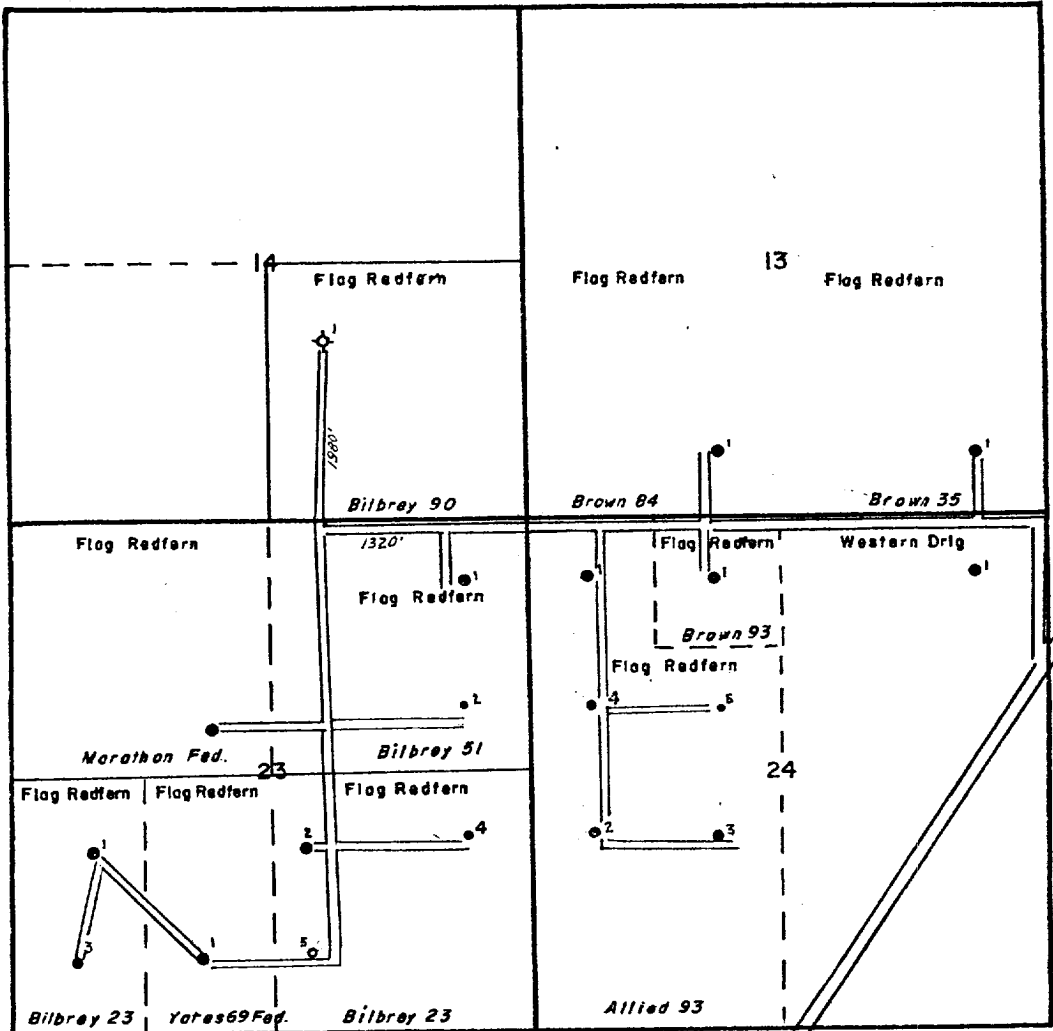 14
13
Flag Redfern
Flag Redfern
Flag Redfern
1
1980'
1
1
Bilbrey 90
Brown 84
Brown 35
Flag Redfern
1320'
Flag Redfern
Western Drlg
1
1
1
1
Flag Redfern
Brown 93
Flag Redfern
2
4
5
Marathon Fed.
Bilbrey 51
23
24
Flag Redfern
Flag Redfern
Flag Redfern
1
2
4
2
3
3
1
5
Bilbrey 23
Yates 69 Fed.
Bilbrey 23
Allied 93